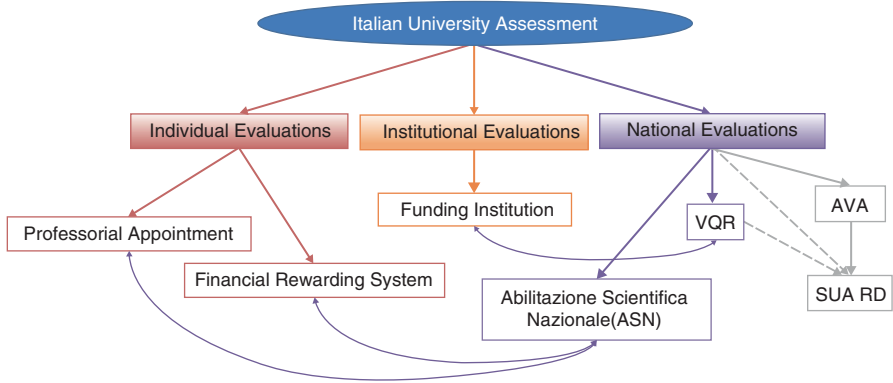 Italian University Assessment
Individual Evaluations
Institutional Evaluations
National Evaluations
Professorial Appointment
Financial Rewarding System
Funding Institution
VQR
AVA
Abilitazione Scientifica
Nazionale(ASN)
SUA RD